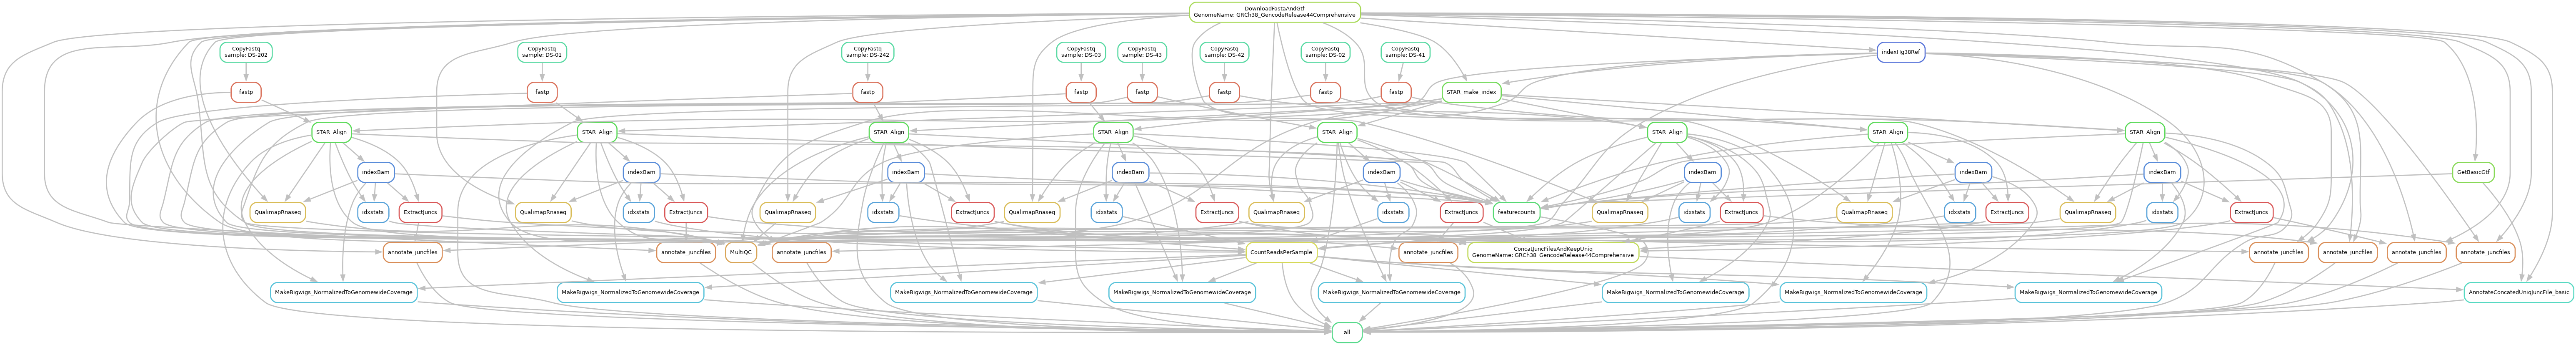 DownloadFastaAndGtf
GenomeName: GRCh38_GencodeRelease44Comprehensive
CopyFastq
sample: DS-202
CopyFastq
sample: DS-01
CopyFastq
sample: DS-242
CopyFastq
sample: DS-03
CopyFastq
sample: DS-43
CopyFastq
sample: DS-42
CopyFastq
sample: DS-02
CopyFastq
sample: DS-41
indexHg38Ref
fastp
fastp
fastp
fastp
fastp
fastp
fastp
fastp
STAR_make_index
STAR_Align
STAR_Align
STAR_Align
STAR_Align
STAR_Align
STAR_Align
STAR_Align
STAR_Align
indexBam
indexBam
indexBam
indexBam
indexBam
indexBam
indexBam
indexBam
GetBasicGtf
QualimapRnaseq
idxstats
ExtractJuncs
QualimapRnaseq
idxstats
ExtractJuncs
QualimapRnaseq
idxstats
ExtractJuncs
QualimapRnaseq
idxstats
ExtractJuncs
QualimapRnaseq
idxstats
ExtractJuncs
featurecounts
QualimapRnaseq
idxstats
ExtractJuncs
QualimapRnaseq
idxstats
ExtractJuncs
QualimapRnaseq
idxstats
ExtractJuncs
annotate_juncfiles
annotate_juncfiles
MultiQC
annotate_juncfiles
CountReadsPerSample
annotate_juncfiles
ConcatJuncFilesAndKeepUniq
GenomeName: GRCh38_GencodeRelease44Comprehensive
annotate_juncfiles
annotate_juncfiles
annotate_juncfiles
annotate_juncfiles
MakeBigwigs_NormalizedToGenomewideCoverage
MakeBigwigs_NormalizedToGenomewideCoverage
MakeBigwigs_NormalizedToGenomewideCoverage
MakeBigwigs_NormalizedToGenomewideCoverage
MakeBigwigs_NormalizedToGenomewideCoverage
MakeBigwigs_NormalizedToGenomewideCoverage
MakeBigwigs_NormalizedToGenomewideCoverage
MakeBigwigs_NormalizedToGenomewideCoverage
AnnotateConcatedUniqJuncFile_basic
all